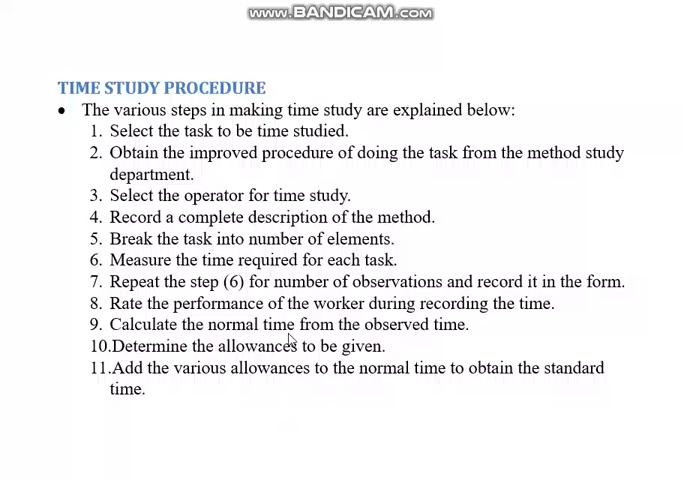 www.BANDICAM.com
TIME STUDY PROCEDURE
• The various steps in making time study are explained below:
1. Select the task to be time studied.
2. Obtain the improved procedure of doing the task from the method study
department.
3. Select the operator for time study.
4. Record a complete description of the method.
5. Break the task into number of elements.
6. Measure the time required for each task.
7. Repeat the step (6) for number of observations and record it in the form.
8. Rate the performance of the worker during recording the time.
9. Calculate the normal time from the observed time.
10.Determine the allowances to be given.
11.Add the various allowances to the normal time to obtain the standard
time.